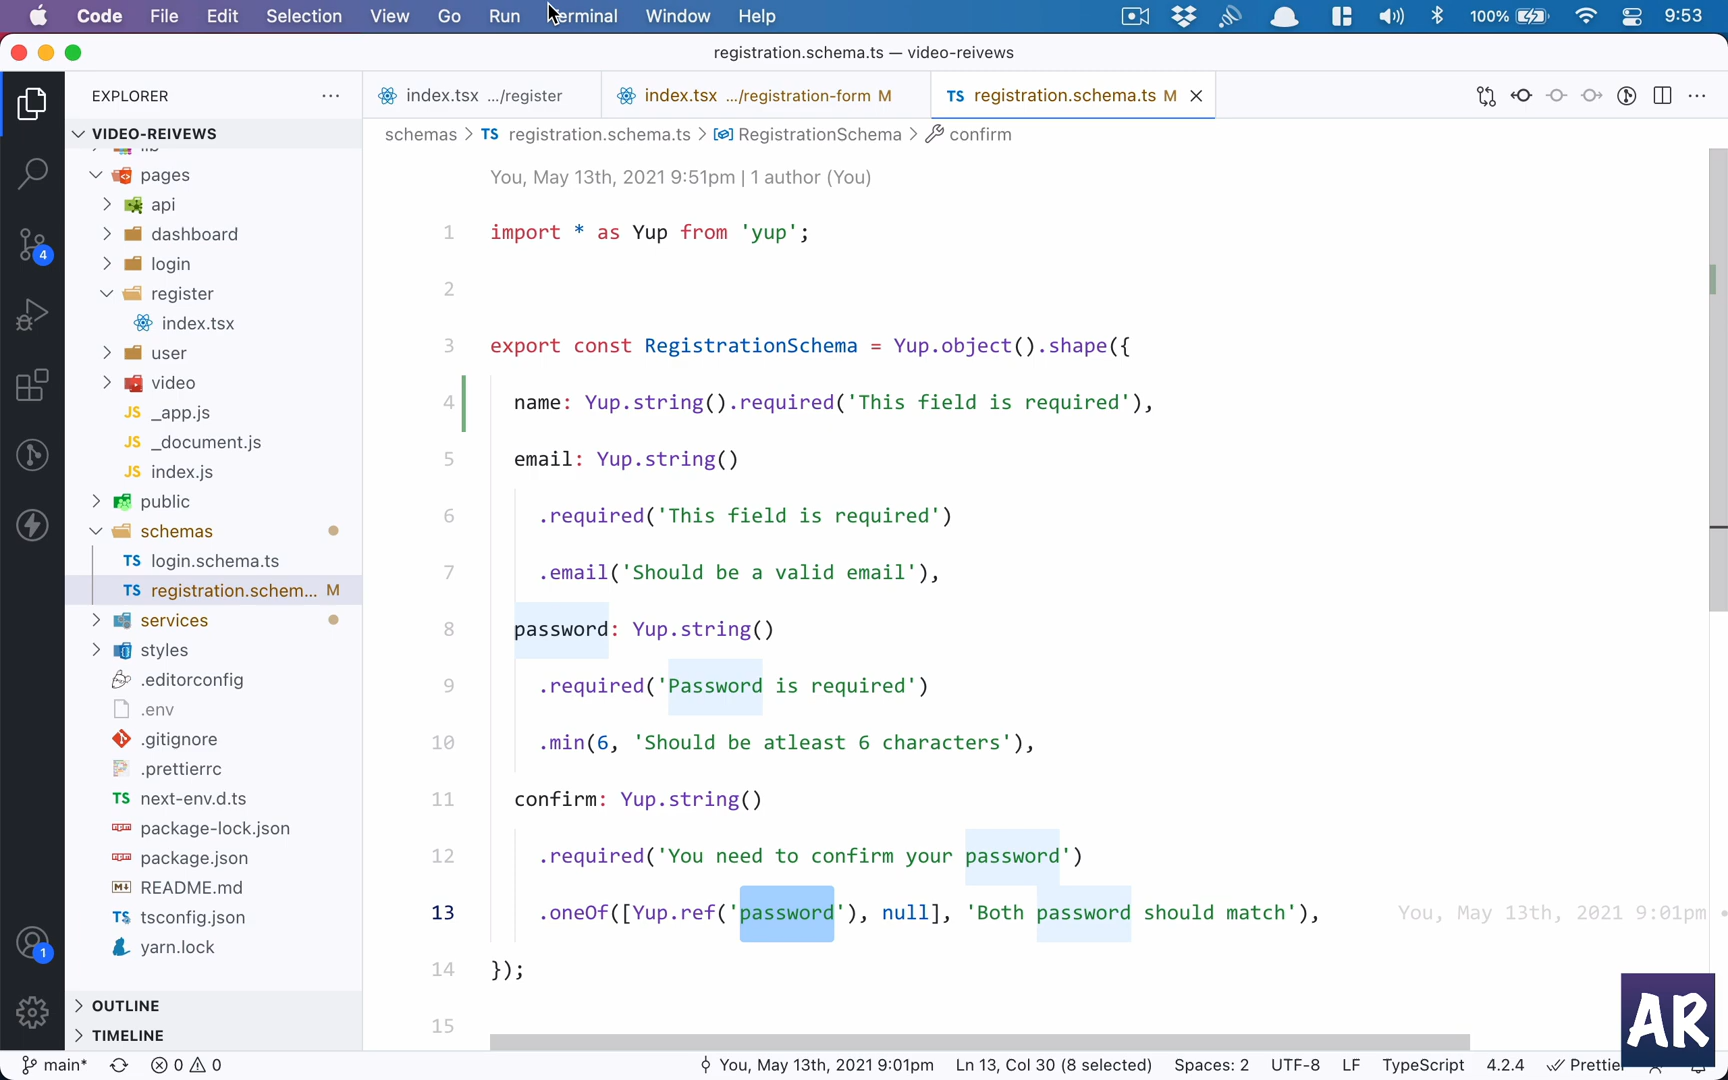 Code File Edit Selection View Go Run Terminal Window Help 100% 9:53
registration.schema.ts — video-reivews
EXPLORER
index.tsx .../register
index.tsx .../registration-form M
TS registration.schema.ts M
VIDEO-REIVEWS
schemas > TS registration.schema.ts > RegistrationSchema > confirm
lib
pages
api
dashboard
login
register
index.tsx
user
video
JS _app.js
JS _document.js
JS index.js
public
schemas
TS login.schema.ts
TS registration.schem... M
services
styles
.editorconfig
.env
.gitignore
.prettierrc
TS next-env.d.ts
package-lock.json
package.json
README.md
TS tsconfig.json
yarn.lock
OUTLINE
TIMELINE
4
1
You, May 13th, 2021 9:51pm | 1 author (You)
1 import * as Yup from 'yup';
2
3 export const RegistrationSchema = Yup.object().shape({
4 name: Yup.string().required('This field is required'),
5 email: Yup.string()
6 .required('This field is required')
7 .email('Should be a valid email'),
8 password: Yup.string()
9 .required('Password is required')
10 .min(6, 'Should be atleast 6 characters'),
11 confirm: Yup.string()
12 .required('You need to confirm your password')
13 .oneOf([Yup.ref('password'), null], 'Both password should match'), You, May 13th, 2021 9:01pm
14 });
15
AR
main* 0 0 You, May 13th, 2021 9:01pm Ln 13, Col 30 (8 selected) Spaces: 2 UTF-8 LF TypeScript 4.2.4 Prettier